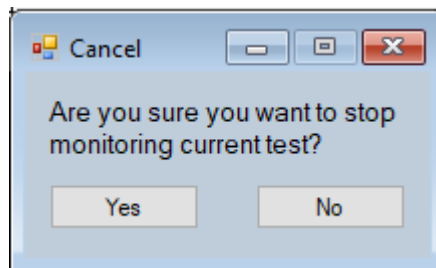 Cancel
Are you sure you want to stop
monitoring current test?
Yes
No